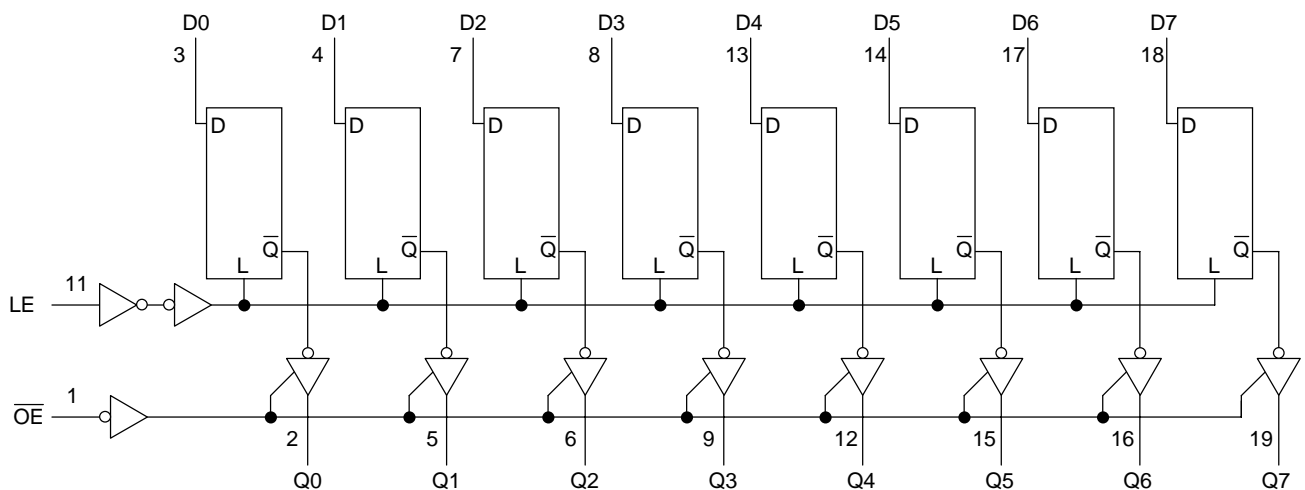 D0 D1 D2 D3 D4 D5 D6 D7
3 4 7 8 13 14 17 18
D D D D D D D D
Q̅ Q̅ Q̅ Q̅ Q̅ Q̅ Q̅ Q̅
L L L L L L L L
11
LE
1
O̅E̅
2 5 6 9 12 15 16 19
Q0 Q1 Q2 Q3 Q4 Q5 Q6 Q7